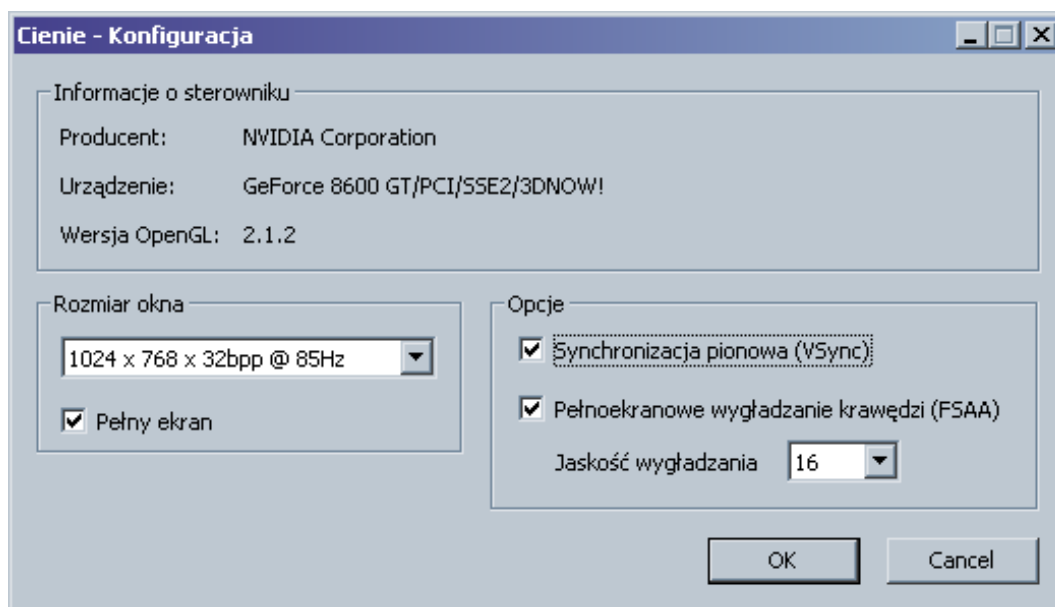 Cienie - Konfiguracja
Informacje o sterowniku
Producent: NVIDIA Corporation
Urządzenie: GeForce 8600 GT/PCI/SSE2/3DNOW!
Wersja OpenGL: 2.1.2
Rozmiar okna
1024 x 768 x 32bpp @ 85Hz
Pełny ekran
Opcje
Synchronizacja pionowa (VSync)
Pełnoekranowe wygładzanie krawędzi (FSAA)
Jaskość wygładzania 16
OK Cancel